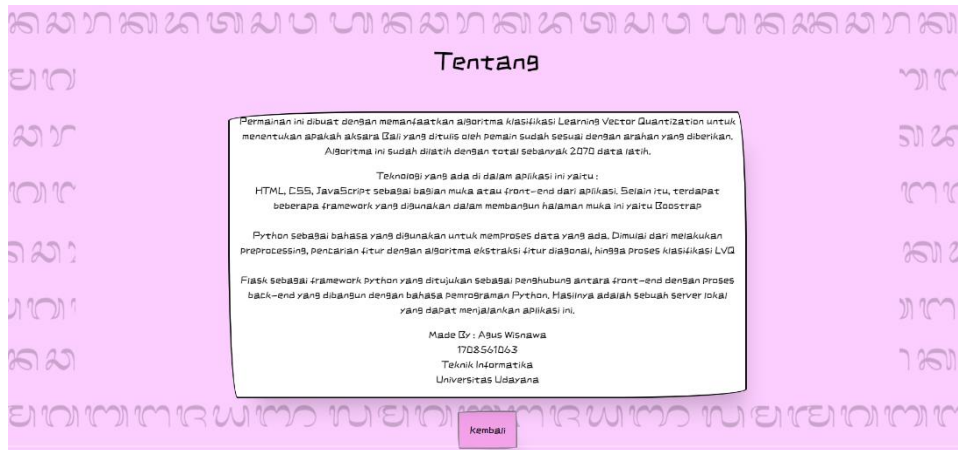 Tentang
Permainan ini dibuat dengan memanfaatkan algoritma klasifikasi Learning Vector Quantization untuk
menentukan apakah aksara Bali yang ditulis oleh pemain sudah sesuai dengan arahan yang diberikan.
Algoritma ini sudah dilatih dengan total sebanyak 2070 data latih.
Teknologi yang ada di dalam aplikasi ini yaitu :
HTML, CSS, JavaScript sebagai bagian muka atau front-end dari aplikasi. Selain itu, terdapat
beberapa framework yang digunakan dalam membangun halaman muka ini yaitu Boostrap
Python sebagai bahasa yang digunakan untuk memproses data yang ada. Dimulai dari melakukan
preprocessing, pencarian fitur dengan algoritma ekstraksi fitur diagonal, hingga proses klasifikasi LVQ
Flask sebagai framework python yang ditujukan sebagai penghubung antara front-end dengan proses
back-end yang dibangun dengan bahasa pemrograman Python. Hasilnya adalah sebuah server lokal
yang dapat menjalankan aplikasi ini.
Made By : Agus Wisnawa
1708561063
Teknik Informatika
Universitas Udayana
Kembali